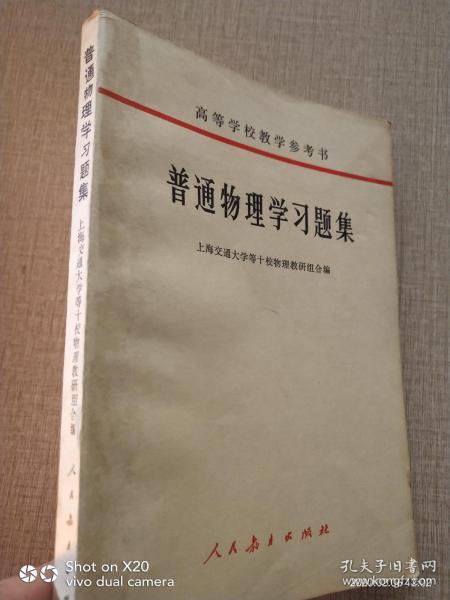 高等学校教学参考书
普通物理学习题集
上海交通大学等十校物理教研组合编
人民教育出版社
普通物理学习题集
上海交通大学等十校物理教研组合编
人民教
Shot on X20
vivo dual camera
孔夫子旧书网